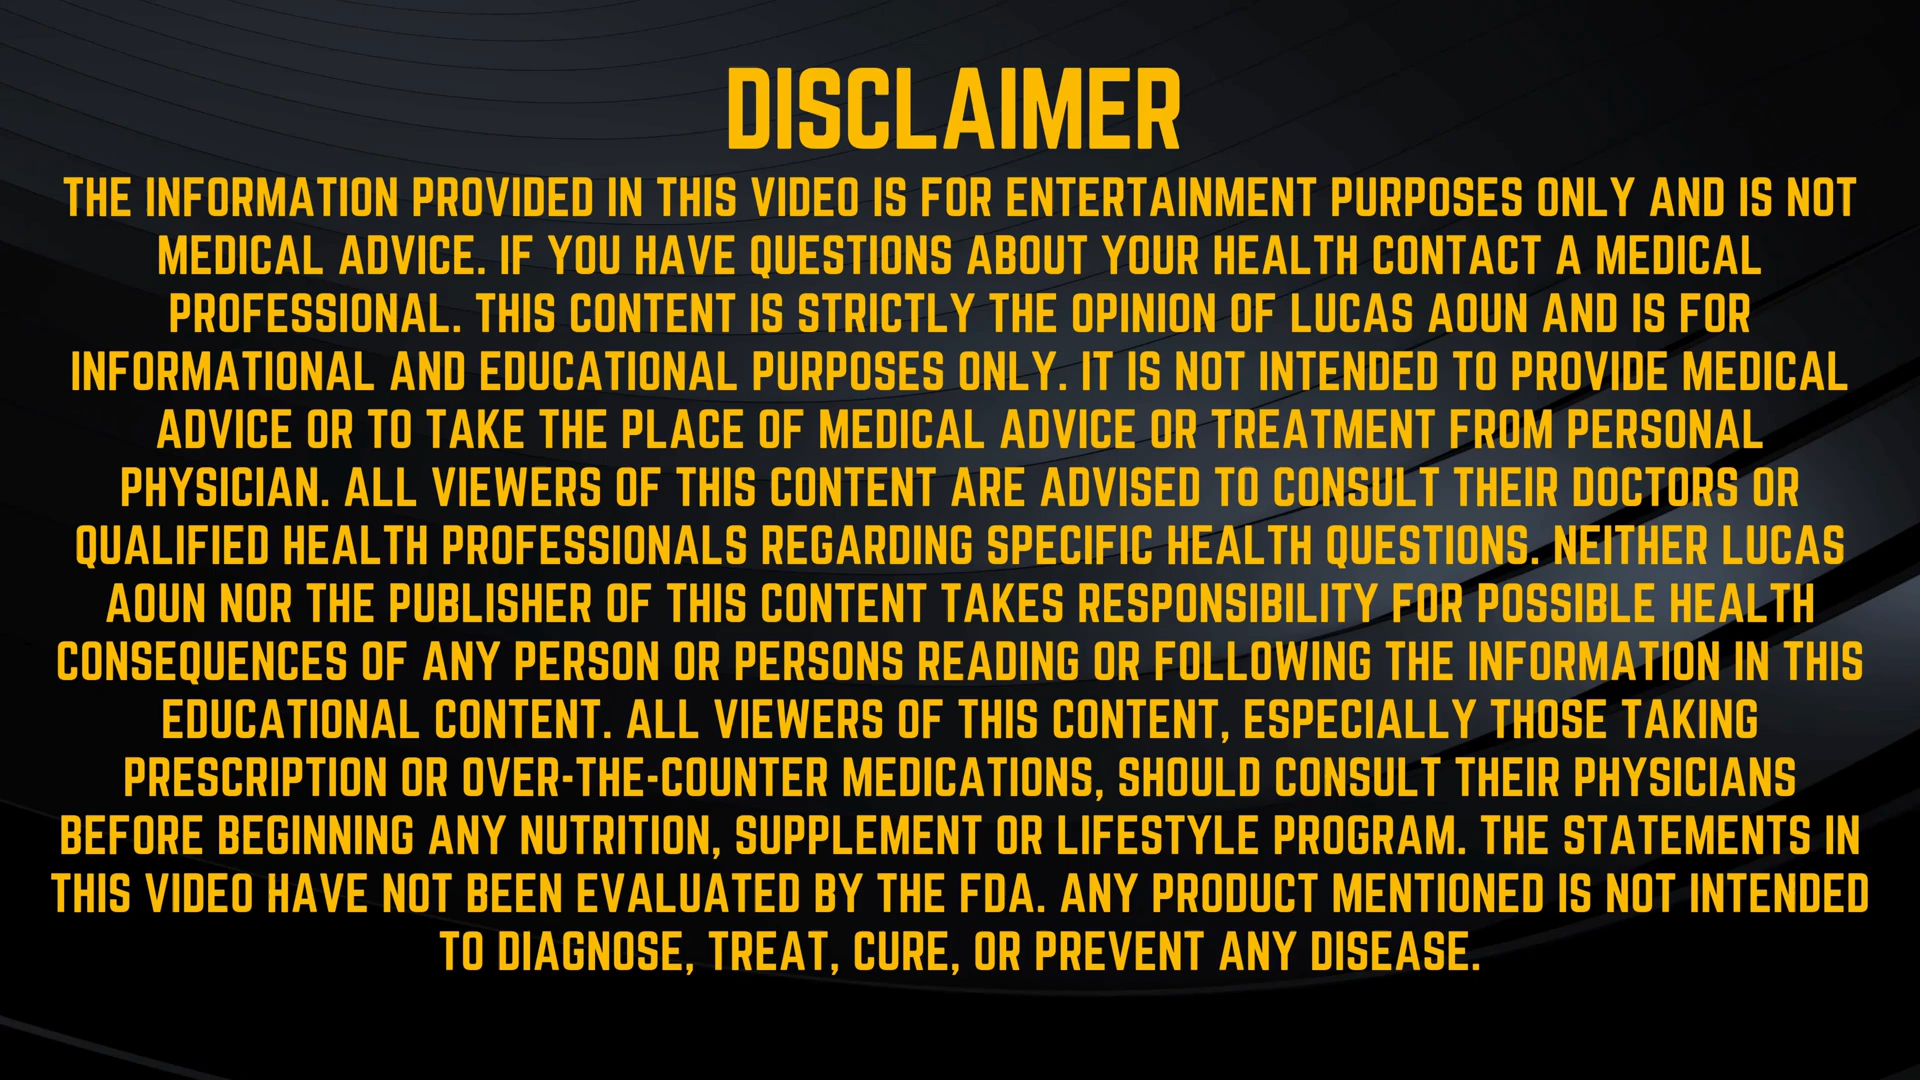 DISCLAIMER
THE INFORMATION PROVIDED IN THIS VIDEO IS FOR ENTERTAINMENT PURPOSES ONLY AND IS NOT
MEDICAL ADVICE. IF YOU HAVE QUESTIONS ABOUT YOUR HEALTH CONTACT A MEDICAL
PROFESSIONAL. THIS CONTENT IS STRICTLY THE OPINION OF LUCAS AOUN AND IS FOR
INFORMATIONAL AND EDUCATIONAL PURPOSES ONLY. IT IS NOT INTENDED TO PROVIDE MEDICAL
ADVICE OR TO TAKE THE PLACE OF MEDICAL ADVICE OR TREATMENT FROM PERSONAL
PHYSICIAN. ALL VIEWERS OF THIS CONTENT ARE ADVISED TO CONSULT THEIR DOCTORS OR
QUALIFIED HEALTH PROFESSIONALS REGARDING SPECIFIC HEALTH QUESTIONS. NEITHER LUCAS
AOUN NOR THE PUBLISHER OF THIS CONTENT TAKES RESPONSIBILITY FOR POSSIBLE HEALTH
CONSEQUENCES OF ANY PERSON OR PERSONS READING OR FOLLOWING THE INFORMATION IN THIS
EDUCATIONAL CONTENT. ALL VIEWERS OF THIS CONTENT, ESPECIALLY THOSE TAKING
PRESCRIPTION OR OVER-THE-COUNTER MEDICATIONS, SHOULD CONSULT THEIR PHYSICIANS
BEFORE BEGINNING ANY NUTRITION, SUPPLEMENT OR LIFESTYLE PROGRAM. THE STATEMENTS IN
THIS VIDEO HAVE NOT BEEN EVALUATED BY THE FDA. ANY PRODUCT MENTIONED IS NOT INTENDED
TO DIAGNOSE, TREAT, CURE, OR PREVENT ANY DISEASE.